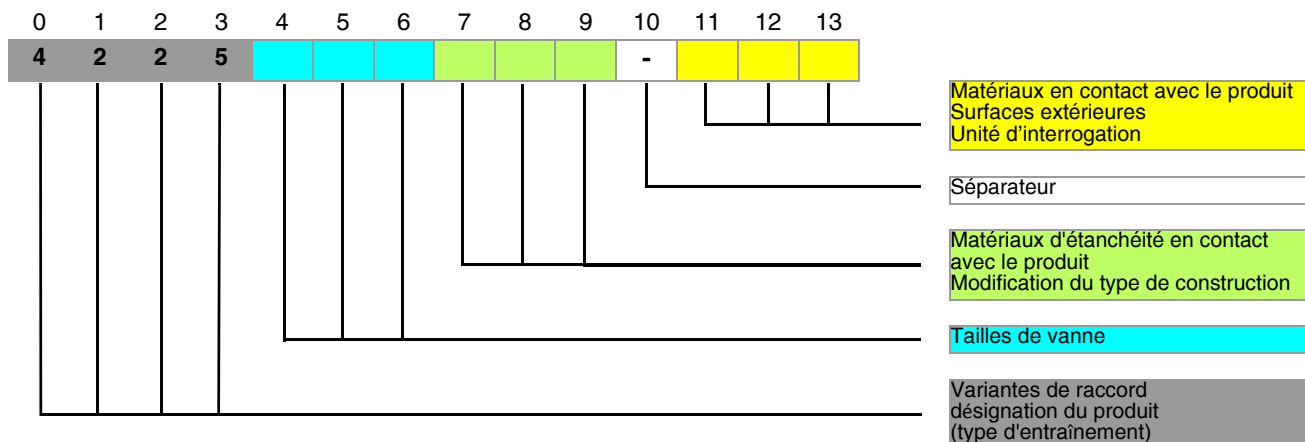 0 1 2 3 4 5 6 7 8 9 10 11 12 13
4 2 2 5 -
Matériaux en contact avec le produit
Surfaces extérieures
Unité d'interrogation
Séparateur
Matériaux d'étanchéité en contact
avec le produit
Modification du type de construction
Tailles de vanne
Variantes de raccord
désignation du produit
(type d'entraînement)